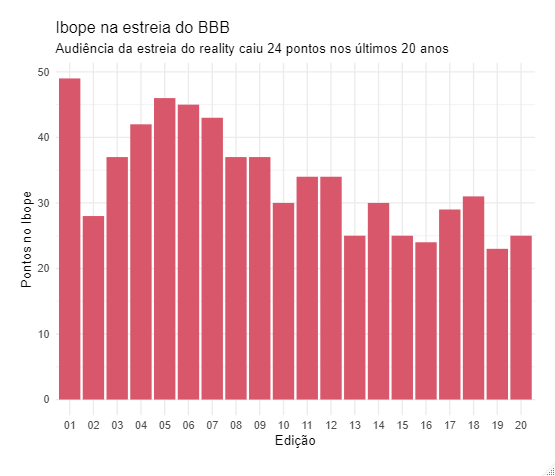 Ibope na estreia do BBB
Audiência da estreia do reality caiu 24 pontos nos últimos 20 anos
50
40
30
20
10
0
Pontos no Ibope
01 02 03 04 05 06 07 08 09 10 11 12 13 14 15 16 17 18 19 20
Edição